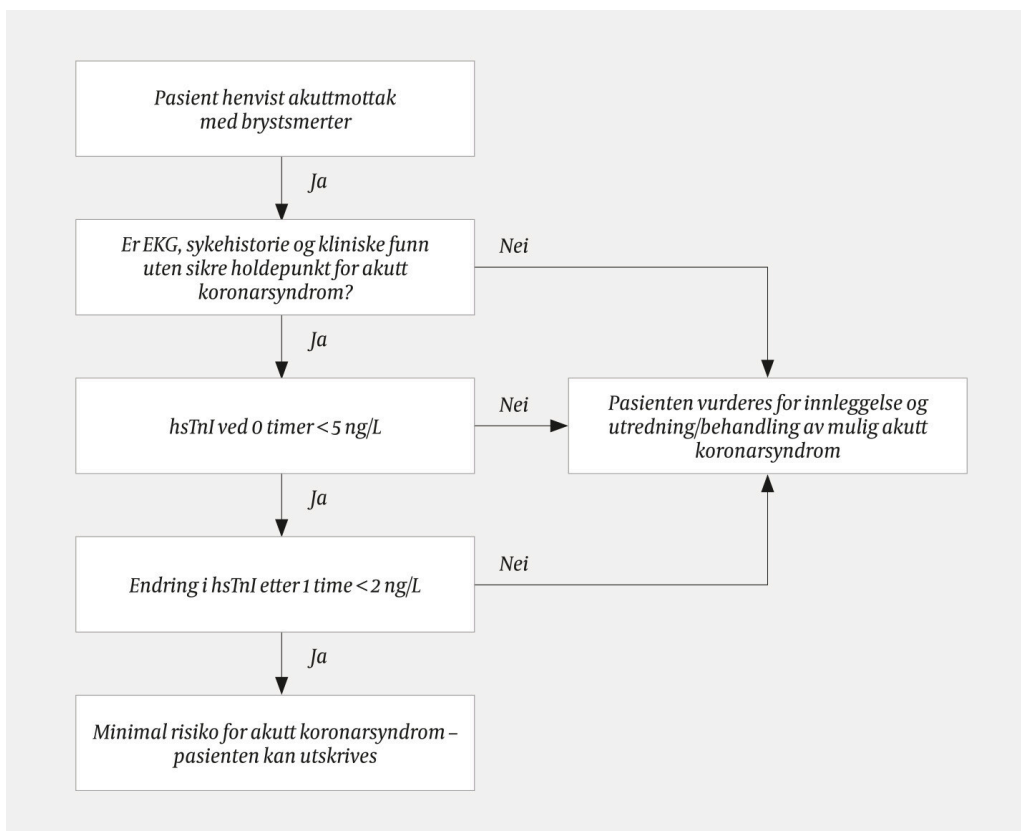 Pasient henvist akuttmottak
med brystsmerter
Ja
Er EKG, sykehistorie og kliniske funn
uten sikre holdepunkt for akutt
koronarsyndrom?
Nei
Ja
hsTnI ved 0 timer < 5 ng/L
Nei
Pasienten vurderes for innleggelse og
utredning/behandling av mulig akutt
koronarsyndrom
Ja
Endring i hsTnI etter 1 time < 2 ng/L
Nei
Ja
Minimal risiko for akutt koronarsyndrom –
pasienten kan utskrives